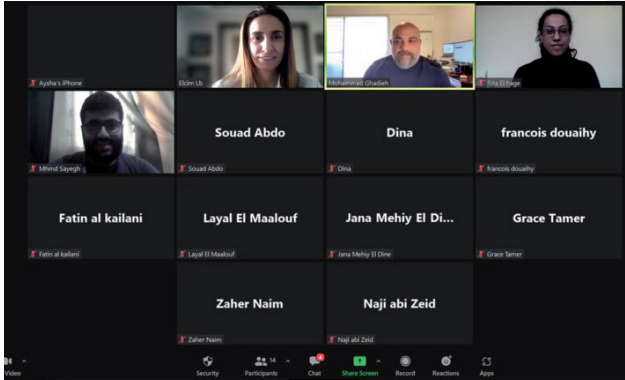 Aysha's iPhone
Elcim Lb
Mohammad Ghadieh
Rita El hage
Mhmd Sayegh
Souad Abdo
Souad Abdo
Dina
Dina
francois douaihy
francois douaihy
Fatin al kailani
Fatin al kailani
Layal El Maalouf
Layal El Maalouf
Jana Mehiy El Di...
Jana Mehiy El Dine
Grace Tamer
Grace Tamer
Zaher Naim
Zaher Naim
Naji abi Zeid
Naji abi Zeid
Video
Security
14
Participants
4
Chat
Share Screen
Record
Reactions
Apps